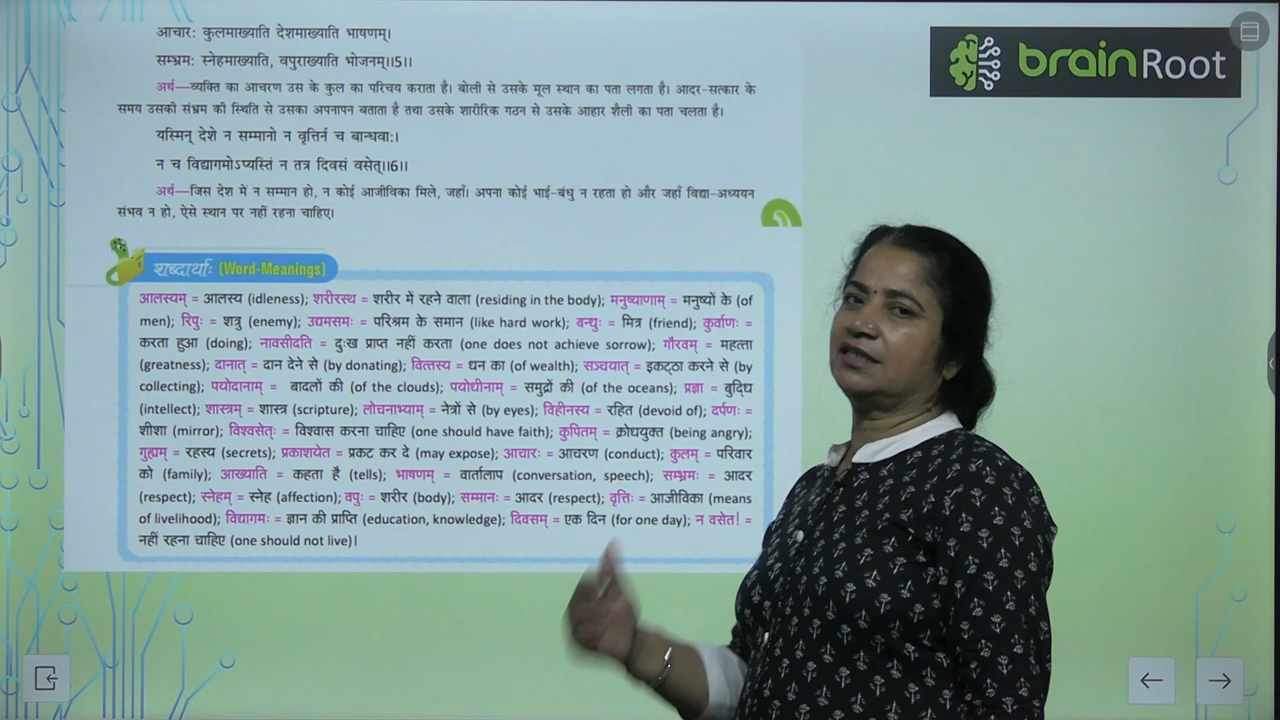 आचार: कुलमाख्याति देशमाख्याति भाषणम्।
सम्भ्रम: स्नेहमाख्याति, वपुराख्याति भोजनम्।।5।।
अर्थ—व्यक्ति का आचरण उस के कुल का परिचय कराता है। बोली से उसके मूल स्थान का पता लगता है। आदर-सत्कार के
समय उसकी संभ्रम की स्थिति से उसका अपनापन बताता है तथा उसके शारीरिक गठन से उसके आहार शैली का पता चलता है।
यस्मिन् देशे न सम्मानो न वृत्तिर्न च बान्धवा:।
न च विद्यागमोऽप्यस्तिं न तत्र दिवसं वसेत्।।6।।
अर्थ—जिस देश में न सम्मान हो, न कोई आजीविका मिले, जहाँ। अपना कोई भाई-बंधु न रहता हो और जहाँ विद्या-अध्ययन
संभव न हो, ऐसे स्थान पर नहीं रहना चाहिए।
शब्दार्थाः [Word-Meanings]
आलस्यम् = आलस्य (idleness); शरीरस्थ = शरीर में रहने वाला (residing in the body); मनुष्याणाम् = मनुष्यों के (of
men); रिपुः = शत्रु (enemy); उद्यमसमः = परिश्रम के समान (like hard work); बन्धुः = मित्र (friend); कुर्वाणः =
करता हुआ (doing); नावसीदति = दुःख प्राप्त नहीं करता (one does not achieve sorrow); गौरवम् = महत्ता
(greatness); दानात् = दान देने से (by donating); वित्तस्य = धन का (of wealth); सञ्चयात् = इकट्ठा करने से (by
collecting); पयोदानाम् = बादलों की (of the clouds); पयोधीनाम् = समुद्रों की (of the oceans); प्रज्ञा = बुद्धि
(intellect); शास्त्रम् = शास्त्र (scripture); लोचनाभ्याम् = नेत्रों से (by eyes); विहीनस्य = रहित (devoid of); दर्पणः =
शीशा (mirror); विश्वसेत्ः = विश्वास करना चाहिए (one should have faith); कुपितम् = क्रोधयुक्त (being angry);
गुह्यम् = रहस्य (secrets); प्रकाशयेत = प्रकट कर दे (may expose); आचारः = आचरण (conduct); कुलम् = परिवार
को (family); आख्याति = कहता है (tells); भाषणम् = वार्तालाप (conversation, speech); सम्भ्रमः = आदर
(respect); स्नेहम् = स्नेह (affection); वपुः = शरीर (body); सम्मानः = आदर (respect); वृत्तिः = आजीविका (means
of livelihood); विद्यागमः = ज्ञान की प्राप्ति (education, knowledge); दिवसम् = एक दिन (for one day); न वसेत! =
नहीं रहना चाहिए (one should not live)।
brainRoot